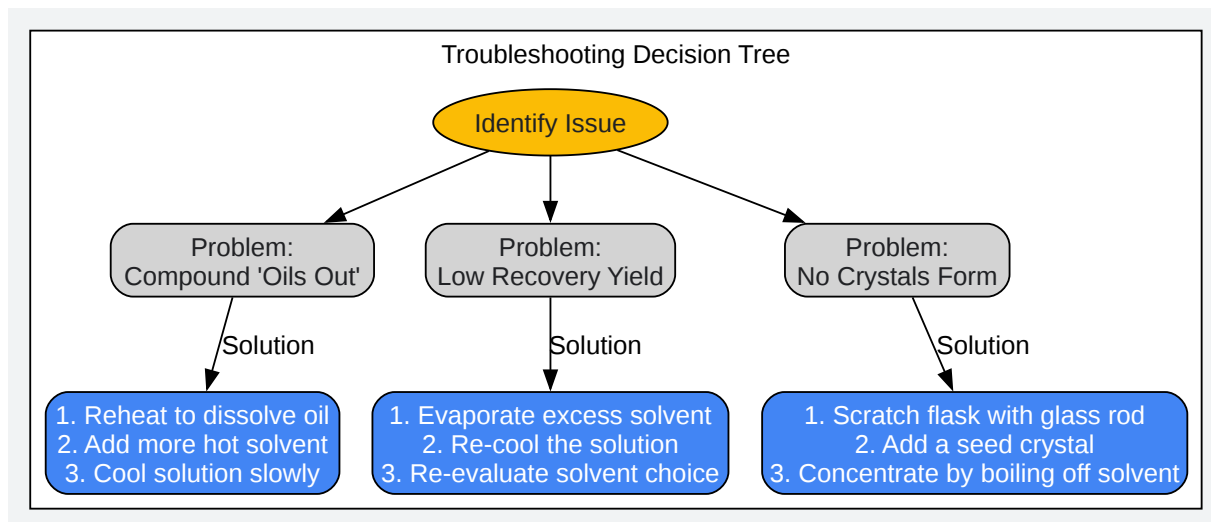 Troubleshooting Decision Tree
Identify Issue
Problem:
Compound 'Oils Out'
Problem:
Low Recovery Yield
Problem:
No Crystals Form
Solution
Solution
Solution
1. Reheat to dissolve oil
2. Add more hot solvent
3. Cool solution slowly
1. Evaporate excess solvent
2. Re-cool the solution
3. Re-evaluate solvent choice
1. Scratch flask with glass rod
2. Add a seed crystal
3. Concentrate by boiling off solvent